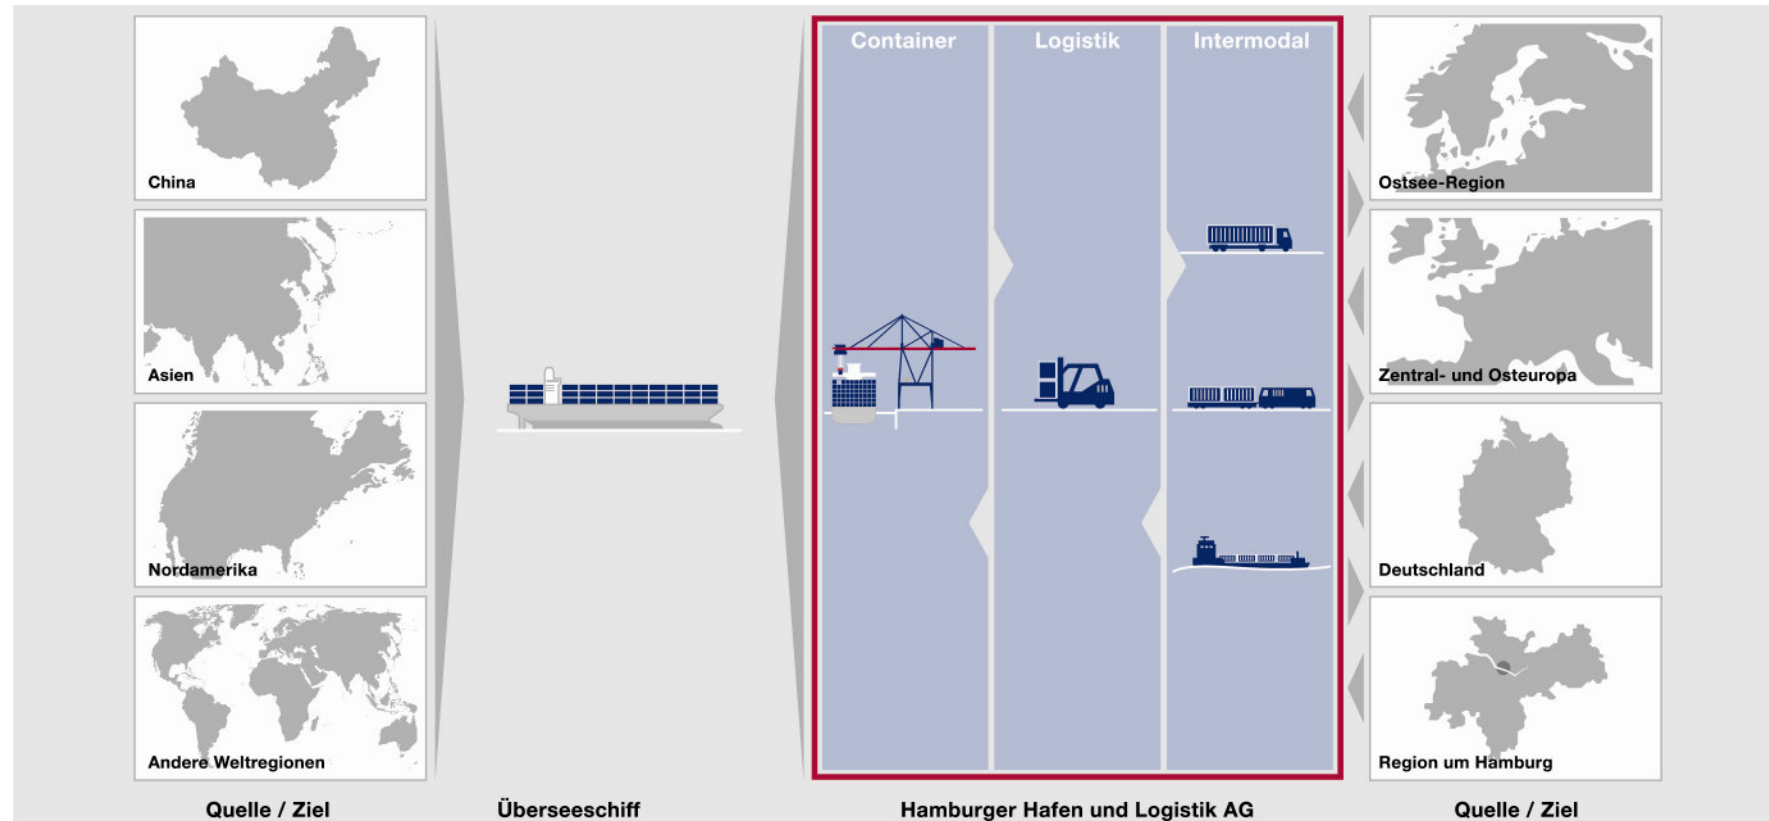 Container
Logistik
Intermodal
China
Asien
Nordamerika
Andere Weltregionen
Ostsee-Region
Zentral- und Osteuropa
Deutschland
Region um Hamburg
Quelle / Ziel
Überseeschiff
Hamburger Hafen und Logistik AG
Quelle / Ziel